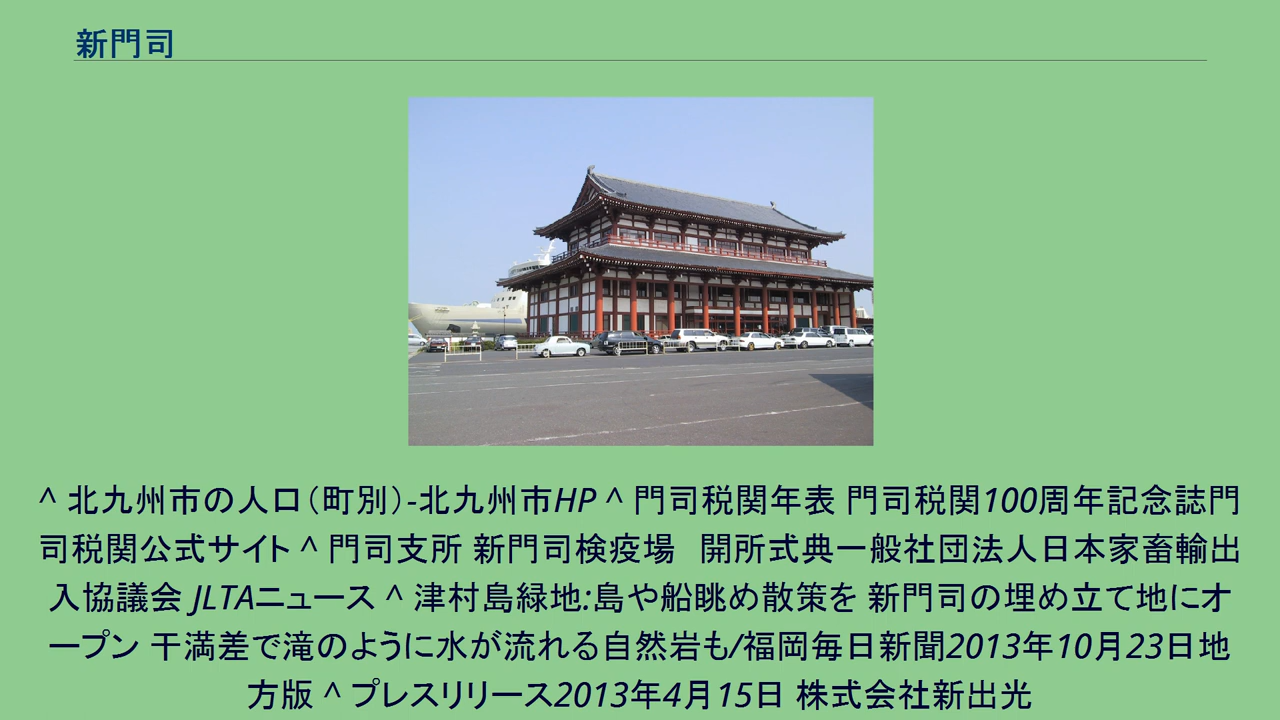 新門司
^ 北九州市の人口（町別）-北九州市HP ^ 門司税関年表 門司税関100周年記念誌門
司税関公式サイト ^ 門司支所 新門司検疫場　開所式典一般社団法人日本家畜輸出
入協議会 JLTAニュース ^ 津村島緑地:島や船眺め散策を 新門司の埋め立て地にオ
ープン 干満差で滝のように水が流れる自然岩も/福岡毎日新聞2013年10月23日地
方版 ^ プレスリリース2013年4月15日 株式会社新出光